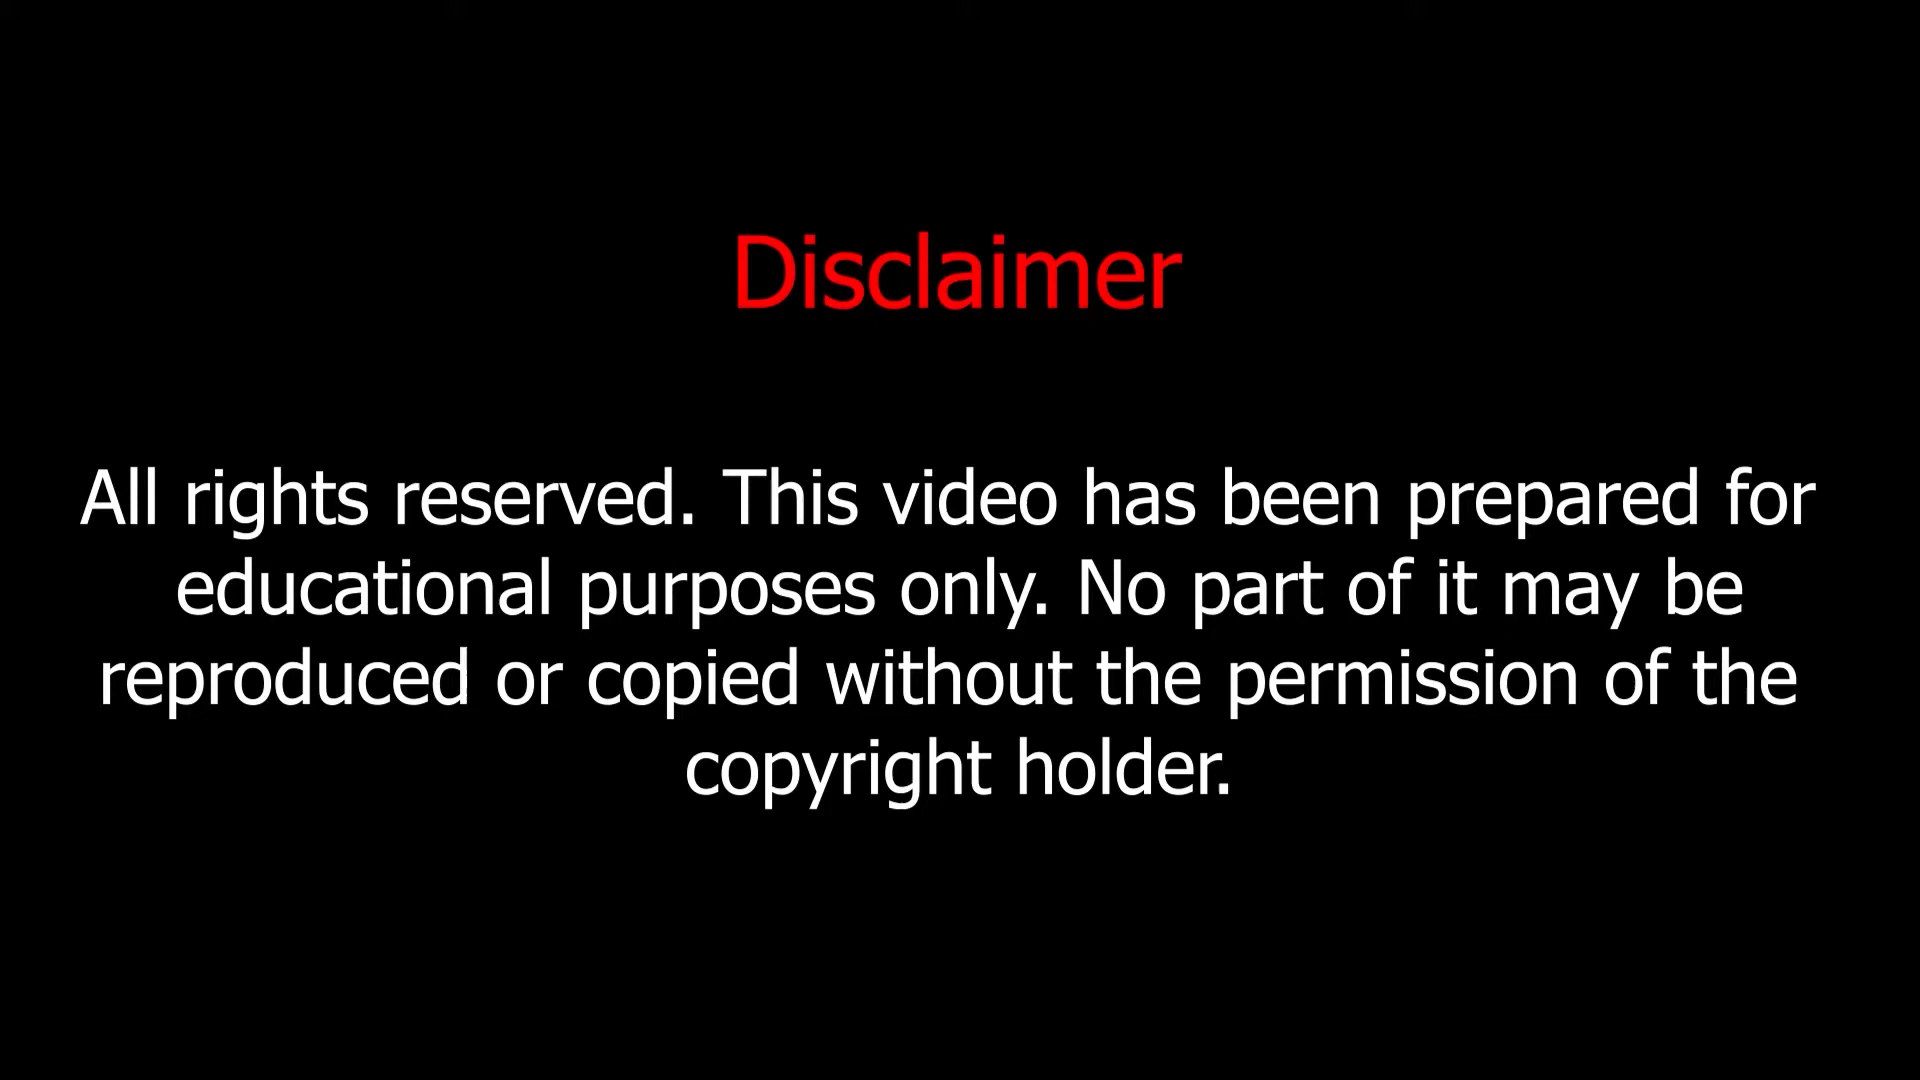 Disclaimer
All rights reserved. This video has been prepared for
educational purposes only. No part of it may be
reproduced or copied without the permission of the
copyright holder.